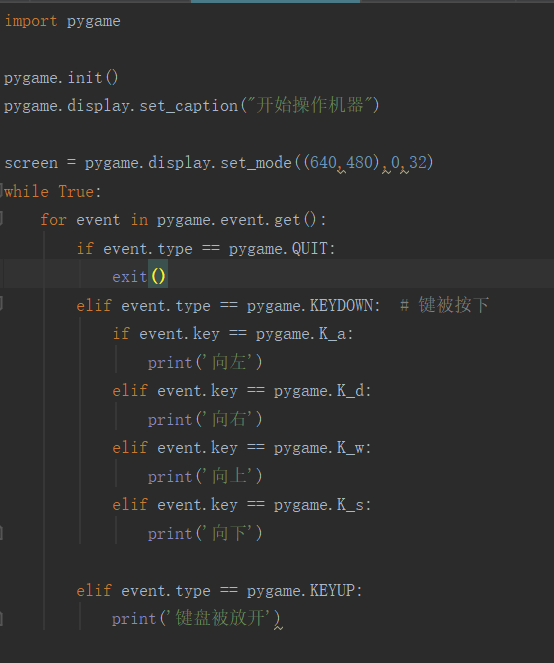 import pygame
pygame.init()
pygame.display.set_caption("开始操作机器")
screen = pygame.display.set_mode((640,480),0,32)
while True:
    for event in pygame.event.get():
        if event.type == pygame.QUIT:
            exit()
        elif event.type == pygame.KEYDOWN:  # 键被按下
            if event.key == pygame.K_a:
                print('向左')
            elif event.key == pygame.K_d:
                print('向右')
            elif event.key == pygame.K_w:
                print('向上')
            elif event.key == pygame.K_s:
                print('向下')
        elif event.type == pygame.KEYUP:
            print('键盘被放开')